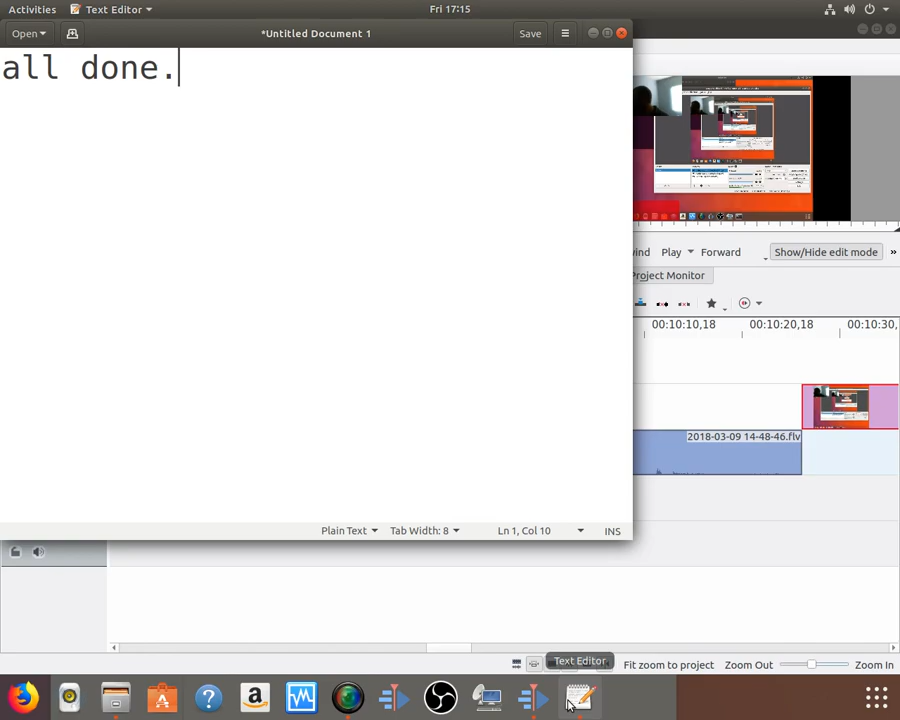 Activities
Text Editor
Fri 17:15
Open
*Untitled Document 1
Save
all done.
Play
Forward
Show/Hide edit mode
»
Project Monitor
00:10:10,18
00:10:20,18
00:10:30,
2018-03-09 14-48-46.flv
Plain Text
Tab Width: 8
Ln 1, Col 10
INS
Text Editor
Fit zoom to project
Zoom Out
Zoom In